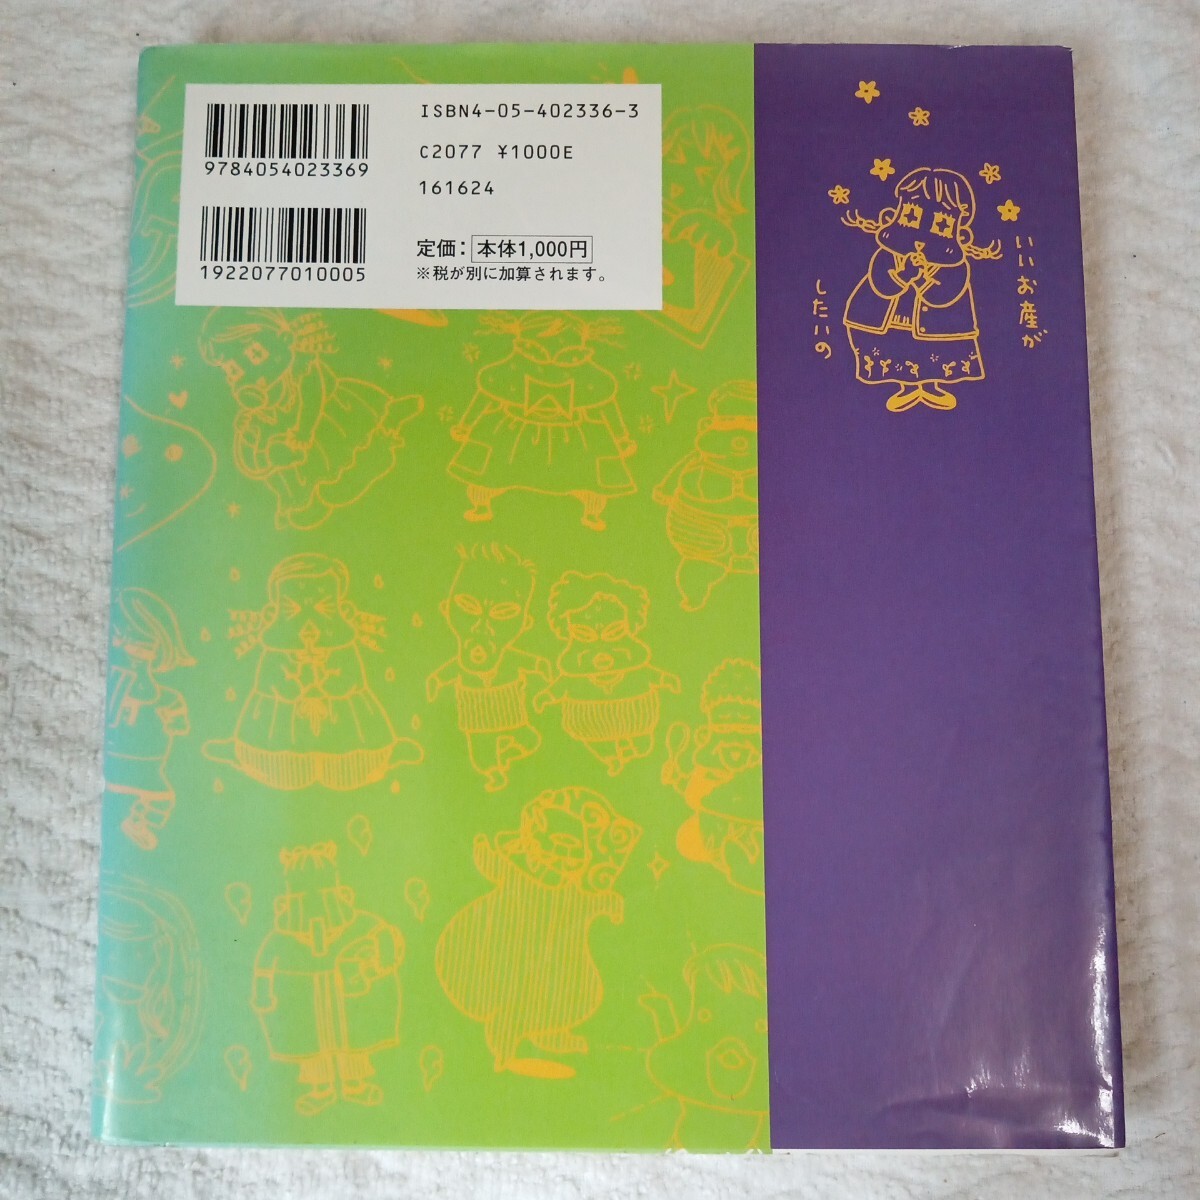 ISBN4-05-402336-3
9784054023369
C2077 ¥1000E
161624
1922077010005
定価：本体1,000円
※税が別に加算されます。
いいお産が
したいの